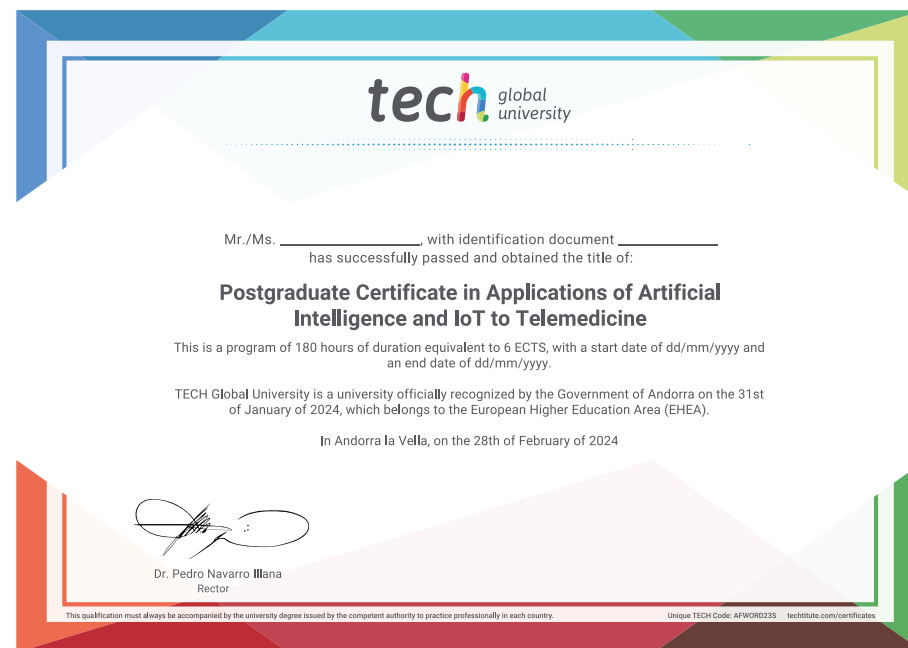 tech global university
Mr./Ms. ____________________, with identification document ______________
has successfully passed and obtained the title of:
Postgraduate Certificate in Applications of Artificial
Intelligence and IoT to Telemedicine
This is a program of 180 hours of duration equivalent to 6 ECTS, with a start date of dd/mm/yyyy and
an end date of dd/mm/yyyy.
TECH Global University is a university officially recognized by the Government of Andorra on the 31st
of January of 2024, which belongs to the European Higher Education Area (EHEA).
In Andorra la Vella, on the 28th of February of 2024
Dr. Pedro Navarro Illana
Rector
This qualification must always be accompanied by the university degree issued by the competent authority to practice professionally in each country.
Unique TECH Code: AFWORD23S techtitute.com/certificates